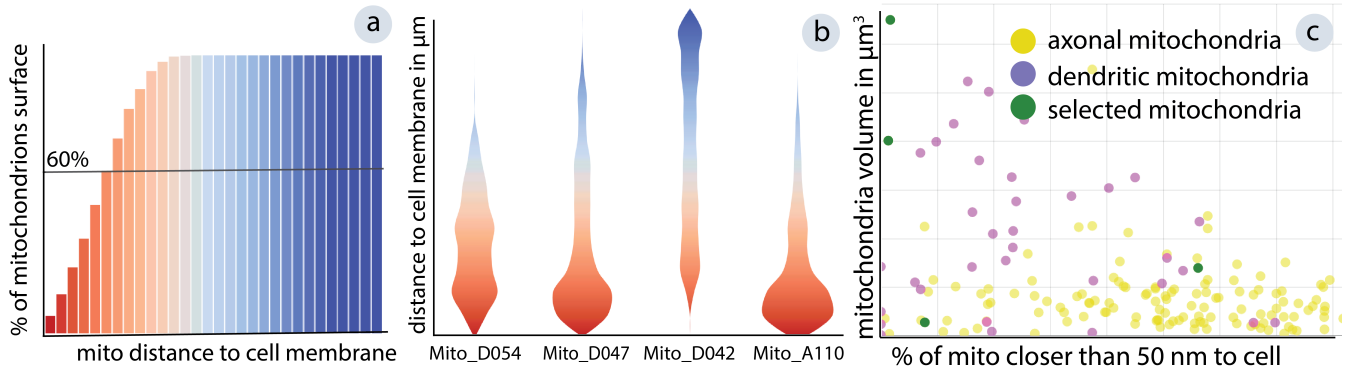 a
% of mitochondrions surface
60%
mito distance to cell membrane
b
distance to cell membrane in µm
Mito_D054 Mito_D047 Mito_D042 Mito_A110
c
mitochondria volume in µm³
axonal mitochondria
dendritic mitochondria
selected mitochondria
% of mito closer than 50 nm to cell